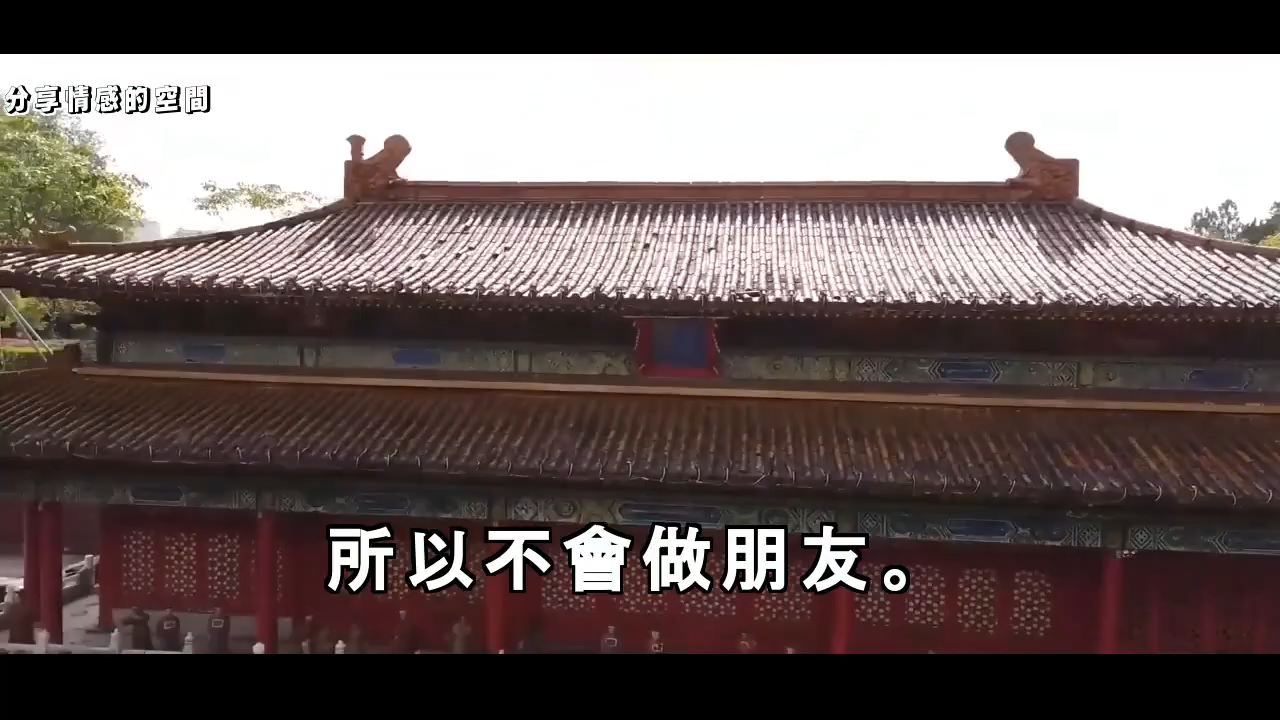 分享情感的空間
所以不會做朋友。